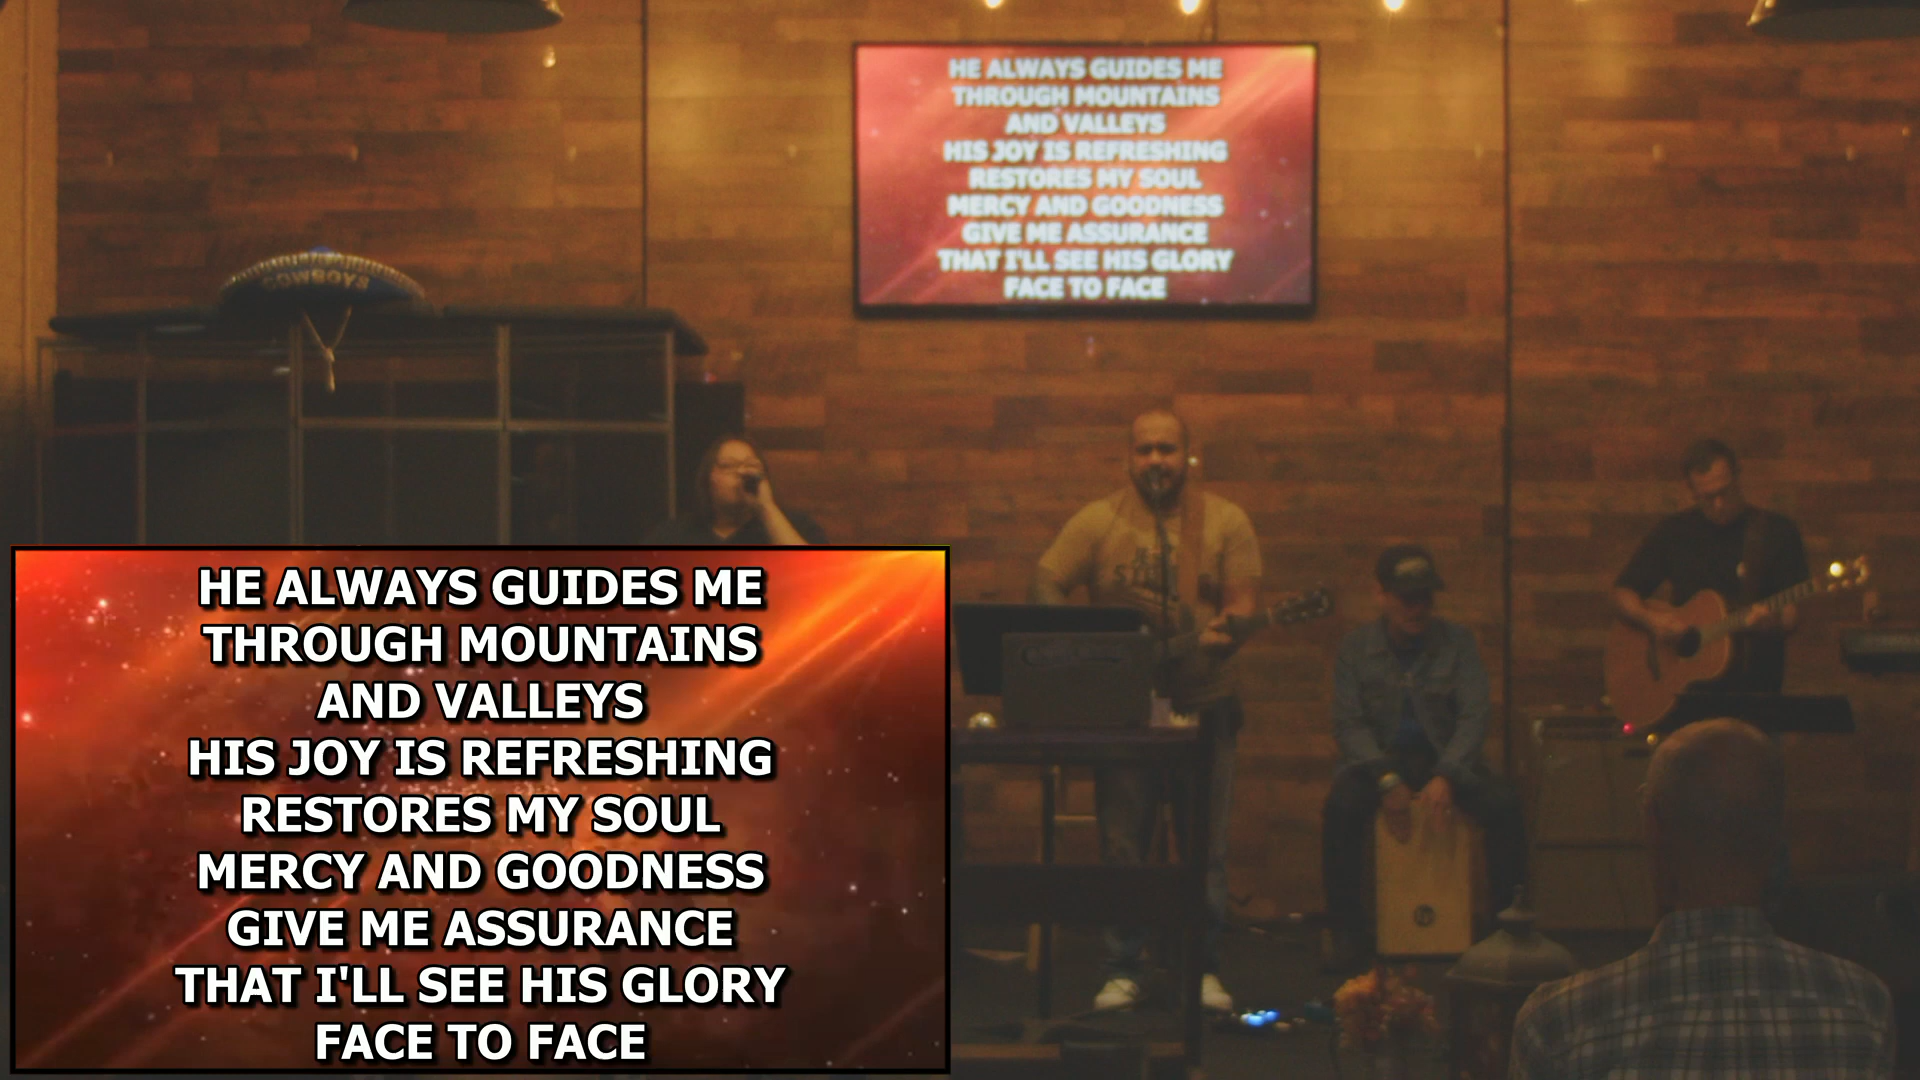 HE ALWAYS GUIDES ME
THROUGH MOUNTAINS
AND VALLEYS
HIS JOY IS REFRESHING
RESTORES MY SOUL
MERCY AND GOODNESS
GIVE ME ASSURANCE
THAT I'LL SEE HIS GLORY
FACE TO FACE
COWBOYS
HE ALWAYS GUIDES ME
THROUGH MOUNTAINS
AND VALLEYS
HIS JOY IS REFRESHING
RESTORES MY SOUL
MERCY AND GOODNESS
GIVE ME ASSURANCE
THAT I'LL SEE HIS GLORY
FACE TO FACE